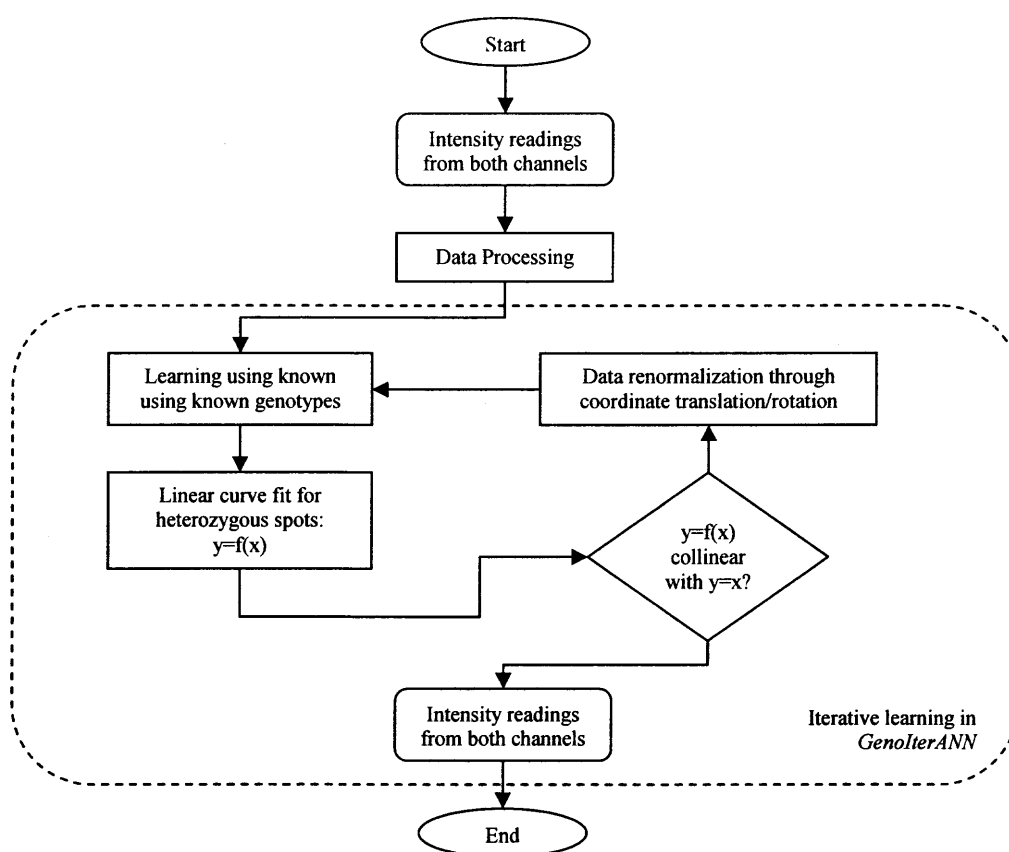 Start
Intensity readings
from both channels
Data Processing
Learning using known
using known genotypes
Data renormalization through
coordinate translation/rotation
Linear curve fit for
heterozygous spots:
y=f(x)
y=f(x)
collinear
with y=x?
Intensity readings
from both channels
Iterative learning in
GenoIterANN
End